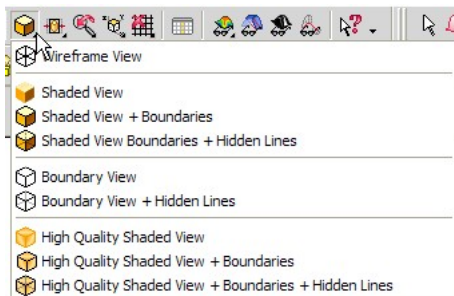 Wireframe View
Shaded View
Shaded View + Boundaries
Shaded View Boundaries + Hidden Lines
Boundary View
Boundary View + Hidden Lines
High Quality Shaded View
High Quality Shaded View + Boundaries
High Quality Shaded View + Boundaries + Hidden Lines